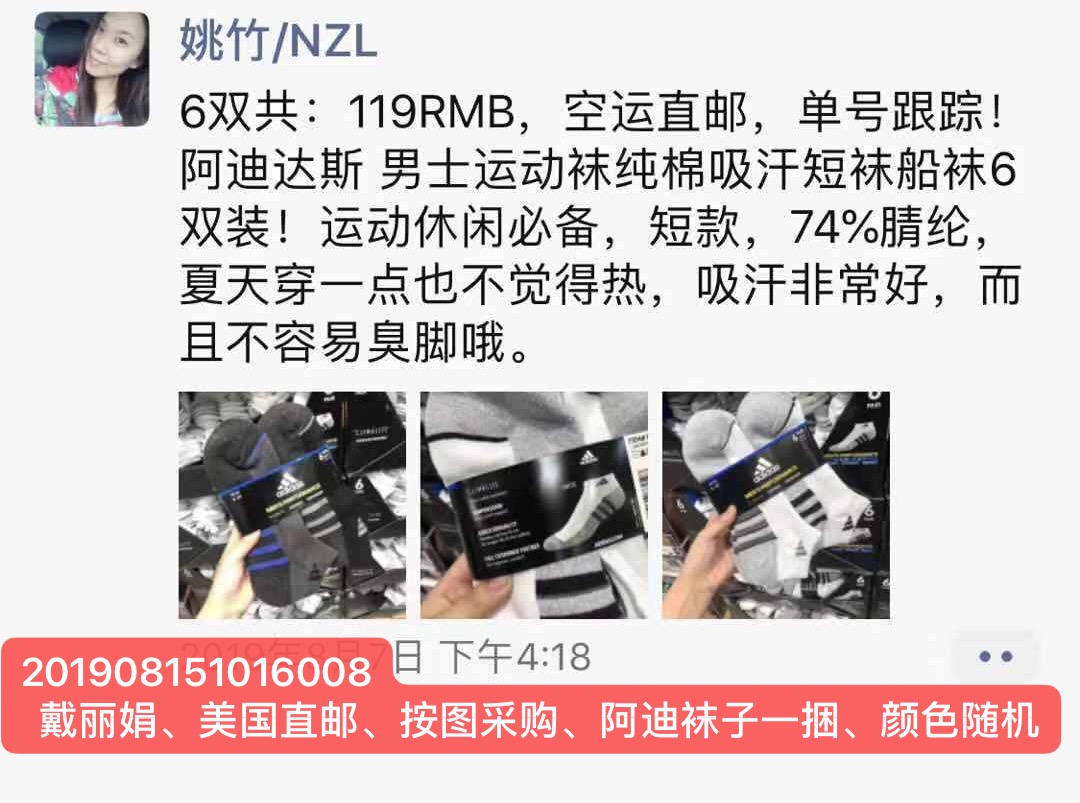 姚竹/NZL
6双共：119RMB，空运直邮，单号跟踪！
阿迪达斯 男士运动袜纯棉吸汗短袜船袜6
双装！运动休闲必备，短款，74%腈纶，
夏天穿一点也不觉得热，吸汗非常好，而
且不容易臭脚哦。
adidas
CLIMALITE
adidas
2019年8月7日 下午4:18
201908151016008
戴丽娟、美国直邮、按图采购、阿迪袜子一捆、颜色随机